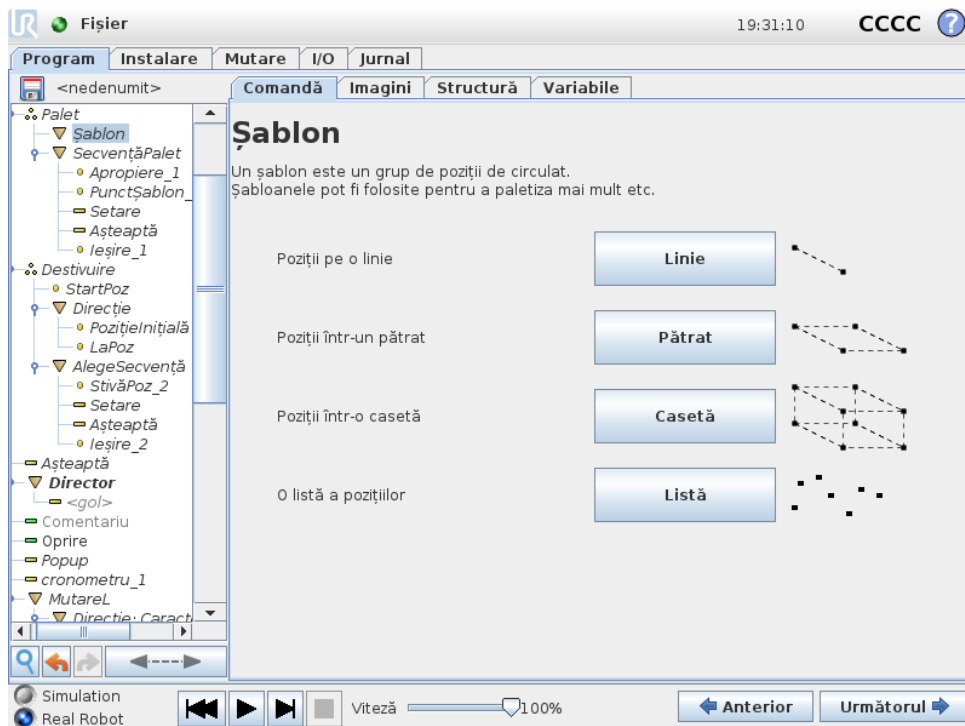 UR Fișier 19:31:10 CCCC ?
Program Instalare Mutare I/O Jurnal
<nedenumit> Comandă Imagini Structură Variabile
Palet
Șablon
SecvențăPalet
Apropiere_1
PunctȘablon_
Setare
Așteaptă
Ieșire_1
Destivuire
StartPoz
Direcție
PozițieInițială
LaPoz
AlegeSecvență
StivăPoz_2
Setare
Așteaptă
Ieșire_2
Așteaptă
Director
<gol>
Comentariu
Oprire
Popup
cronometru_1
MutareL
Direcție: Caract
Șablon
Un șablon este un grup de poziții de circulat.
Șabloanele pot fi folosite pentru a paletiza mai mult etc.
Poziții pe o linie Linie
Poziții într-un pătrat Pătrat
Poziții într-o casetă Casetă
O listă a pozițiilor Listă
Simulation
Real Robot
Viteză 100% Anterior Următorul